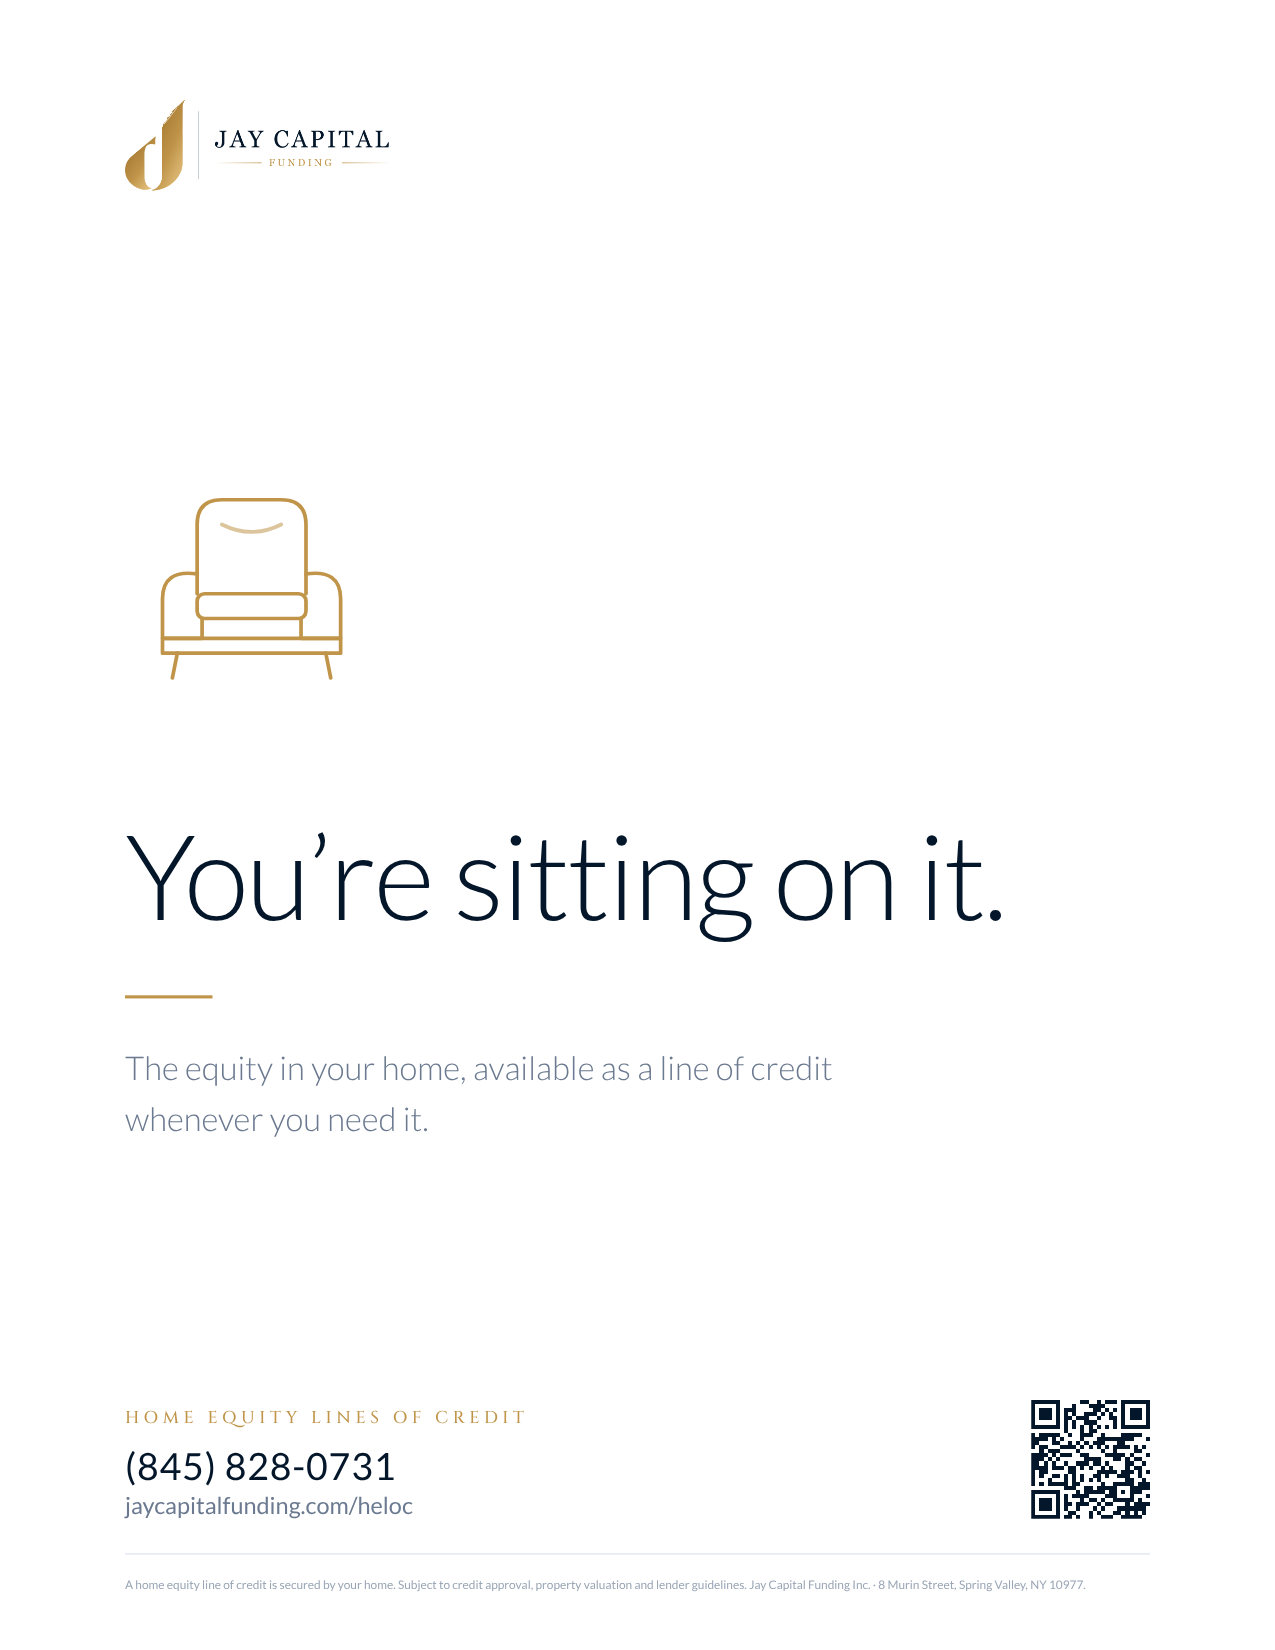 JAY CAPITAL
FUNDING
You’re sitting on it.
The equity in your home, available as a line of credit
whenever you need it.
HOME EQUITY LINES OF CREDIT
(845) 828-0731
jaycapitalfunding.com/heloc
A home equity line of credit is secured by your home. Subject to credit approval, property valuation and lender guidelines. Jay Capital Funding Inc. · 8 Murin Street, Spring Valley, NY 10977.